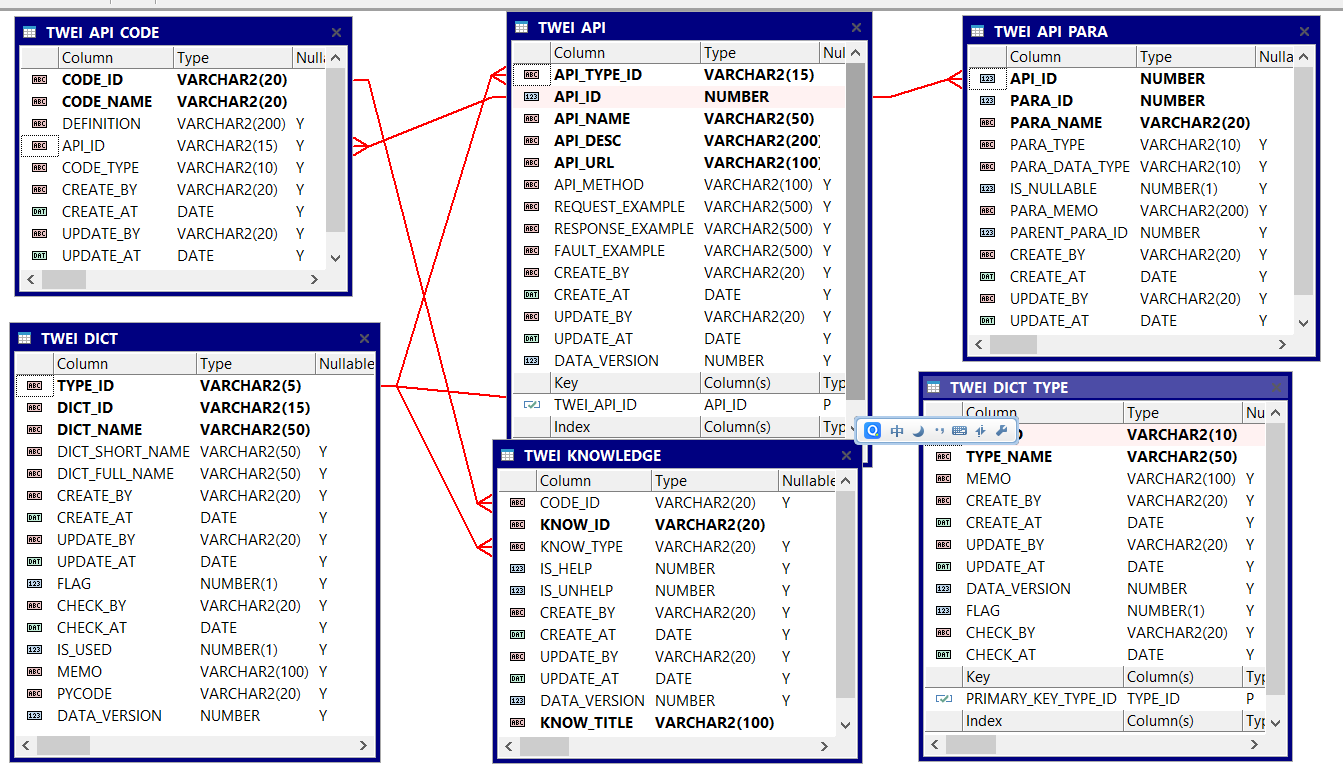 TWEI API CODE
Column Type Nulla
CODE_ID VARCHAR2(20)
CODE_NAME VARCHAR2(20)
DEFINITION VARCHAR2(200) Y
API_ID VARCHAR2(15) Y
CODE_TYPE VARCHAR2(10) Y
CREATE_BY VARCHAR2(20) Y
CREATE_AT DATE Y
UPDATE_BY VARCHAR2(20) Y
UPDATE_AT DATE Y
TWEI API
Column Type Nul
API_TYPE_ID VARCHAR2(15)
API_ID NUMBER
API_NAME VARCHAR2(50)
API_DESC VARCHAR2(200)
API_URL VARCHAR2(100)
API_METHOD VARCHAR2(100) Y
REQUEST_EXAMPLE VARCHAR2(500) Y
RESPONSE_EXAMPLE VARCHAR2(500) Y
FAULT_EXAMPLE VARCHAR2(500) Y
CREATE_BY VARCHAR2(20) Y
CREATE_AT DATE Y
UPDATE_BY VARCHAR2(20) Y
UPDATE_AT DATE Y
DATA_VERSION NUMBER Y
Key Column(s) Typ
TWEI_API_ID API_ID P
Index Column(s) Typ
TWEI API PARA
Column Type Nulla
API_ID NUMBER
PARA_ID NUMBER
PARA_NAME VARCHAR2(20)
PARA_TYPE VARCHAR2(10) Y
PARA_DATA_TYPE VARCHAR2(10) Y
IS_NULLABLE NUMBER(1) Y
PARA_MEMO VARCHAR2(200) Y
PARENT_PARA_ID NUMBER Y
CREATE_BY VARCHAR2(20) Y
CREATE_AT DATE Y
UPDATE_BY VARCHAR2(20) Y
UPDATE_AT DATE Y
TWEI DICT
Column Type Nullable
TYPE_ID VARCHAR2(5)
DICT_ID VARCHAR2(15)
DICT_NAME VARCHAR2(50)
DICT_SHORT_NAME VARCHAR2(50) Y
DICT_FULL_NAME VARCHAR2(50) Y
CREATE_BY VARCHAR2(20) Y
CREATE_AT DATE Y
UPDATE_BY VARCHAR2(20) Y
UPDATE_AT DATE Y
FLAG NUMBER(1) Y
CHECK_BY VARCHAR2(20) Y
CHECK_AT DATE Y
IS_USED NUMBER(1) Y
MEMO VARCHAR2(100) Y
PYCODE VARCHAR2(20) Y
DATA_VERSION NUMBER Y
TWEI KNOWLEDGE
Column Type Nullable
CODE_ID VARCHAR2(20) Y
KNOW_ID VARCHAR2(20)
KNOW_TYPE VARCHAR2(20) Y
IS_HELP NUMBER Y
IS_UNHELP NUMBER Y
CREATE_BY VARCHAR2(20) Y
CREATE_AT DATE Y
UPDATE_BY VARCHAR2(20) Y
UPDATE_AT DATE Y
DATA_VERSION NUMBER Y
KNOW_TITLE VARCHAR2(100)
TWEI DICT TYPE
Column Type Nu
中
D VARCHAR2(10)
TYPE_NAME VARCHAR2(50)
MEMO VARCHAR2(100) Y
CREATE_BY VARCHAR2(20) Y
CREATE_AT DATE Y
UPDATE_BY VARCHAR2(20) Y
UPDATE_AT DATE Y
DATA_VERSION NUMBER Y
FLAG NUMBER(1) Y
CHECK_BY VARCHAR2(20) Y
CHECK_AT DATE Y
Key Column(s) Typ
PRIMARY_KEY_TYPE_ID TYPE_ID P
Index Column(s) Typ